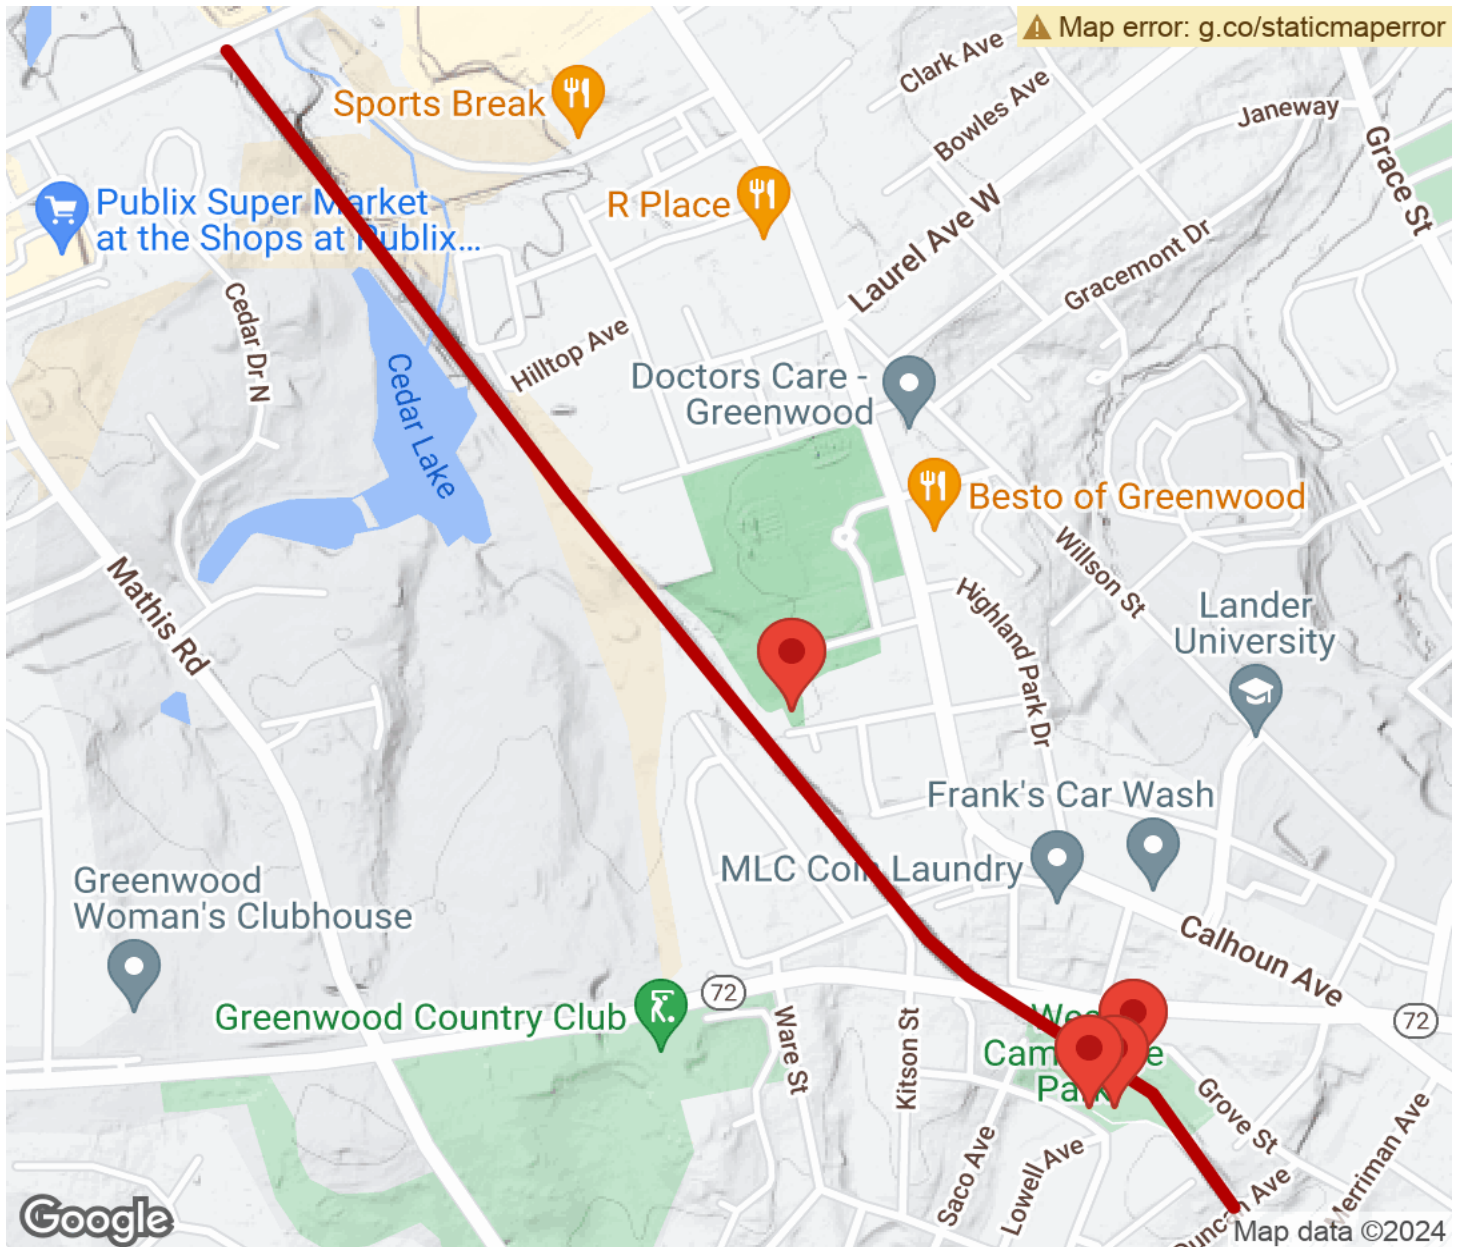 Map error: g.co/staticmaperror
Clark Ave
Bowles Ave
Janeway
Grace St
Sports Break
R Place
Publix Super Market
at the Shops at Publix...
Laurel Ave W
Gracemont Dr
Cedar Dr N
Hilltop Ave
Cedar Lake
Doctors Care -
Greenwood
Besto of Greenwood
Willson St
Mathis Rd
Highland Park Dr
Lander
University
Frank's Car Wash
MLC Coin Laundry
Greenwood
Woman's Clubhouse
Calhoun Ave
Greenwood Country Club
72
72
Ware St
Kitson St
Park
Grove St
Saco Ave
Lowell Ave
Merriman Ave
Duncan Ave
Google
Map data ©2024